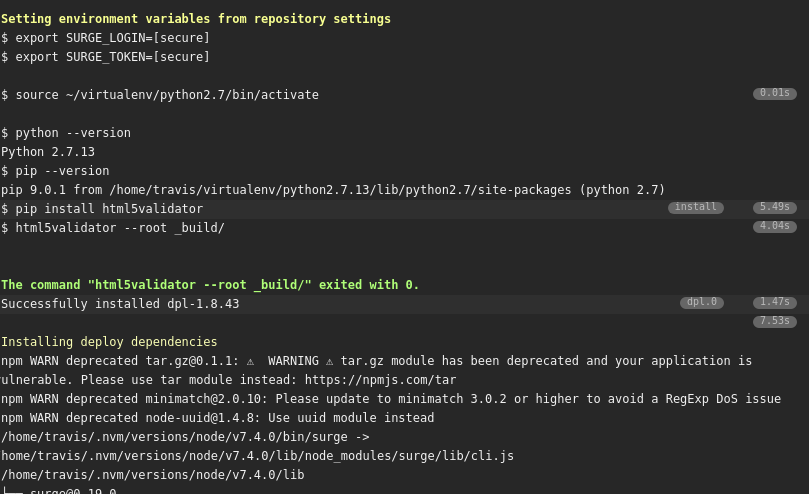 Setting environment variables from repository settings
$ export SURGE_LOGIN=[secure]
$ export SURGE_TOKEN=[secure]
$ source ~/virtualenv/python2.7/bin/activate 0.01s
$ python --version
Python 2.7.13
$ pip --version
pip 9.0.1 from /home/travis/virtualenv/python2.7.13/lib/python2.7/site-packages (python 2.7)
$ pip install html5validator install 5.49s
$ html5validator --root _build/ 4.04s
The command "html5validator --root _build/" exited with 0.
Successfully installed dpl-1.8.43 dpl.0 1.47s
7.53s
Installing deploy dependencies
npm WARN deprecated tar.gz@0.1.1: ⚠  WARNING ⚠ tar.gz module has been deprecated and your application is
vulnerable. Please use tar module instead: https://npmjs.com/tar
npm WARN deprecated minimatch@2.0.10: Please update to minimatch 3.0.2 or higher to avoid a RegExp DoS issue
npm WARN deprecated node-uuid@1.4.8: Use uuid module instead
/home/travis/.nvm/versions/node/v7.4.0/bin/surge ->
/home/travis/.nvm/versions/node/v7.4.0/lib/node_modules/surge/lib/cli.js
/home/travis/.nvm/versions/node/v7.4.0/lib
└── surge@0.19.0